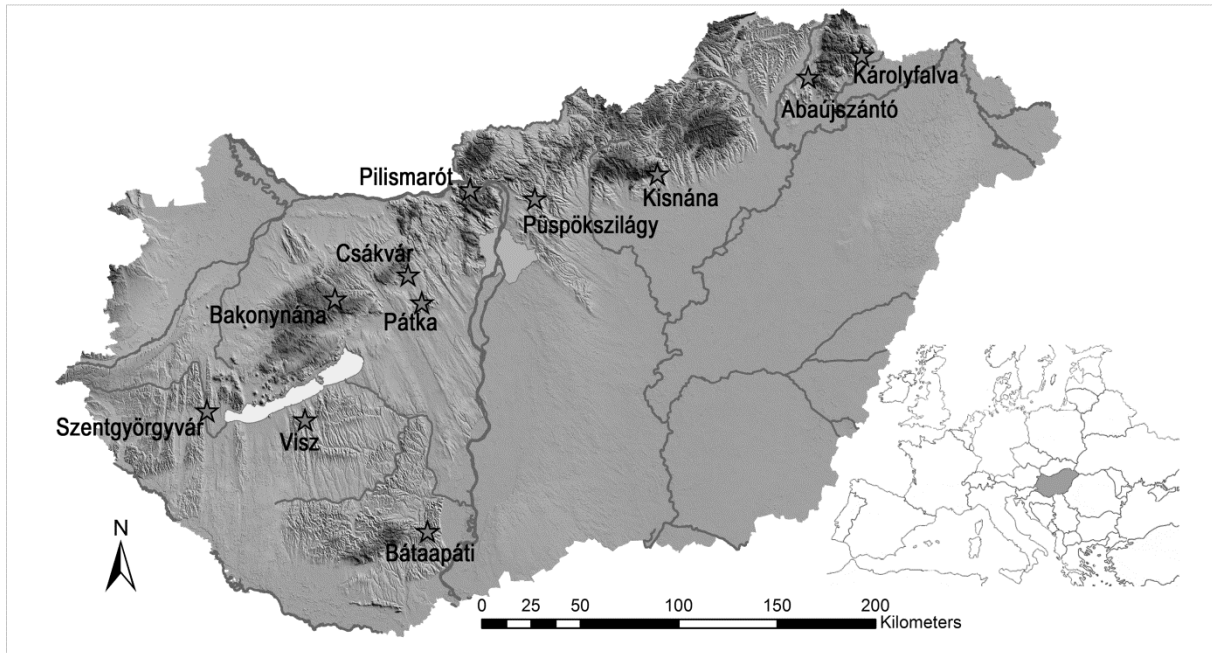 Károlyfalva
Abaújszántó
Pilismarót
Kisnána
Püspökszilágy
Csákvár
Bakonynána
Pátka
Szentgyörgyvár
Visz
Bátaapáti
N
0 25 50 100 150 200
Kilometers